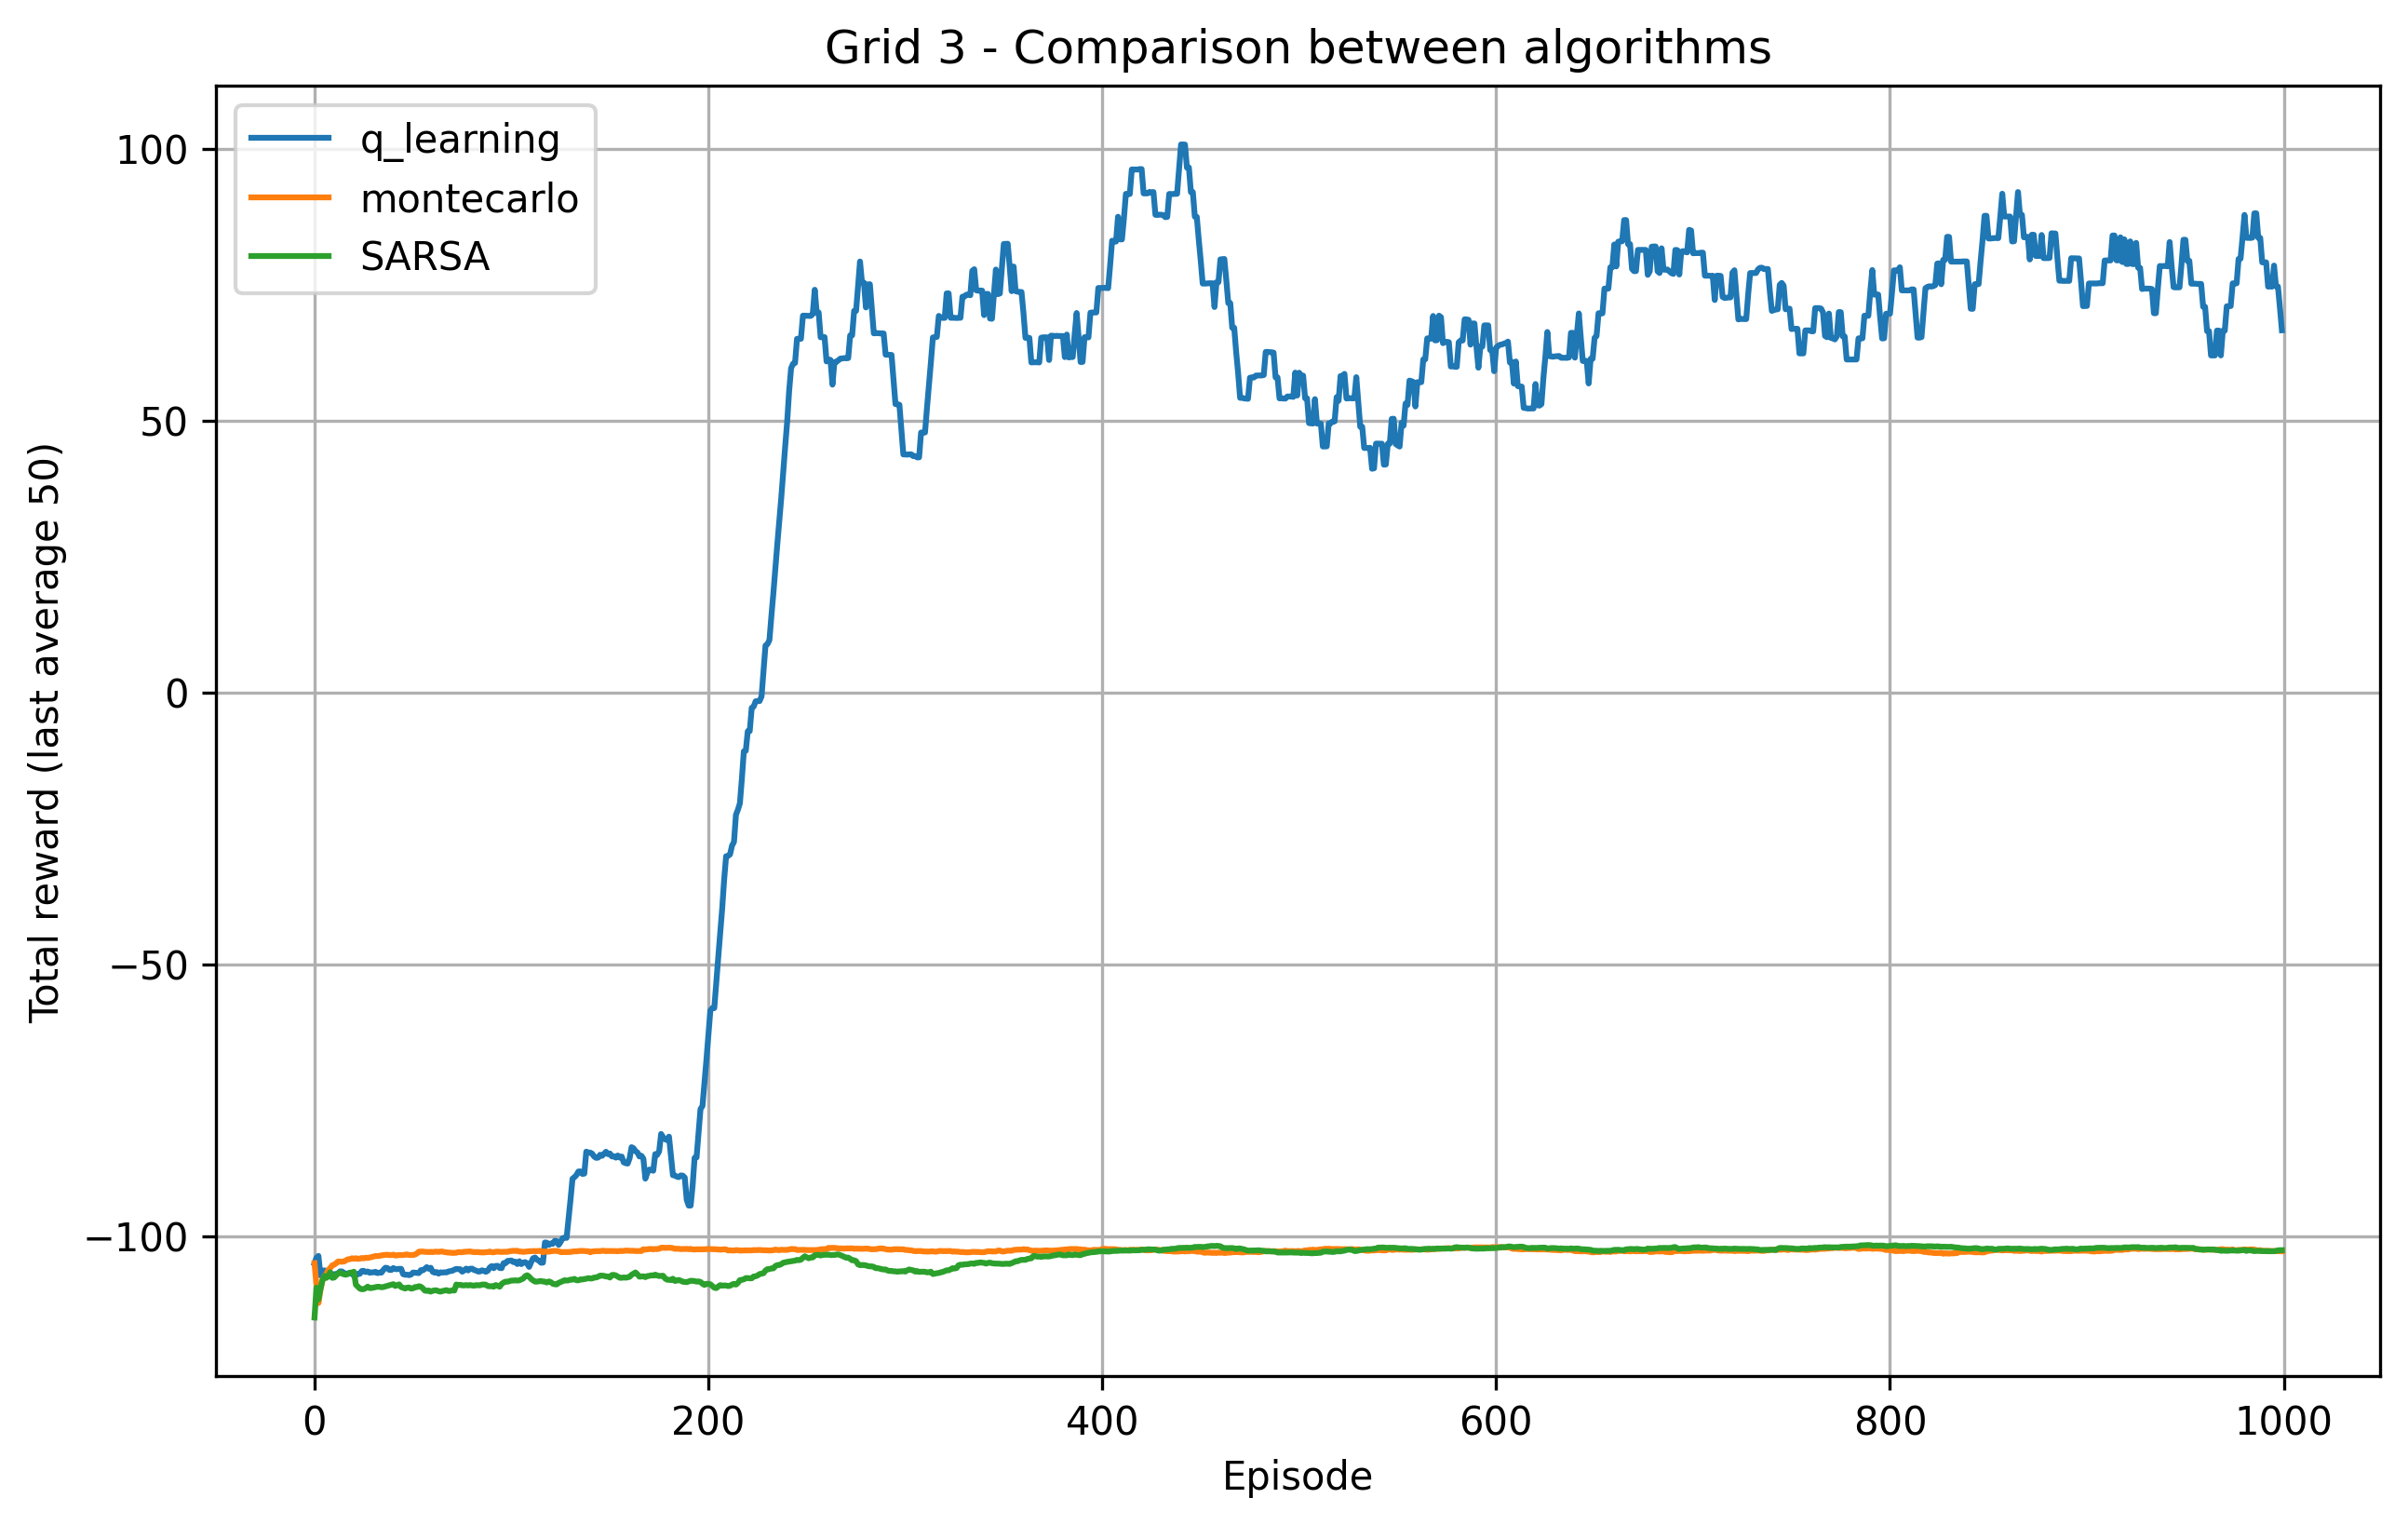 Grid 3 - Comparison between algorithms
q_learning
montecarlo
SARSA
Total reward (last average 50)
100
50
0
−50
−100
0 200 400 600 800 1000
Episode